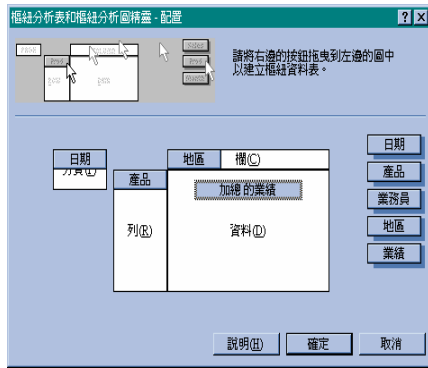 樞紐分析表和樞紐分析圖精靈 - 配置
請將右邊的按鈕拖曳到左邊的圖中
以建立樞紐資料表。
日期
分頁(P)
產品
地區
欄(C)
加總 的業績
列(R)
資料(D)
日期
產品
業務員
地區
業績
說明(H)
確定
取消